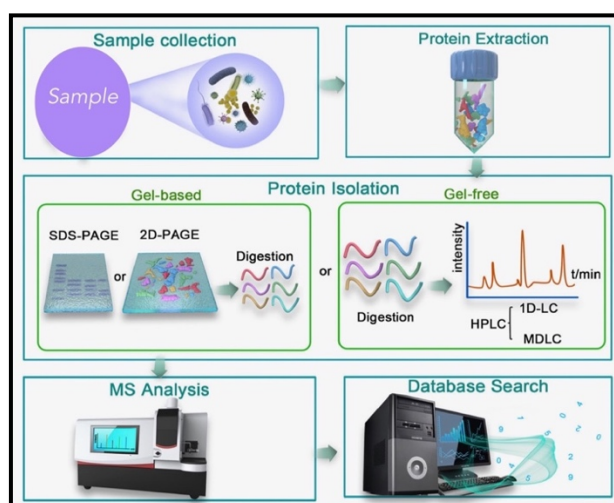 Sample collection
Sample
Protein Extraction
Protein Isolation
Gel-based
SDS-PAGE or 2D-PAGE
Digestion
or
Gel-free
Digestion
intensity
t/min
HPLC
1D-LC
MDLC
MS Analysis
Database Search